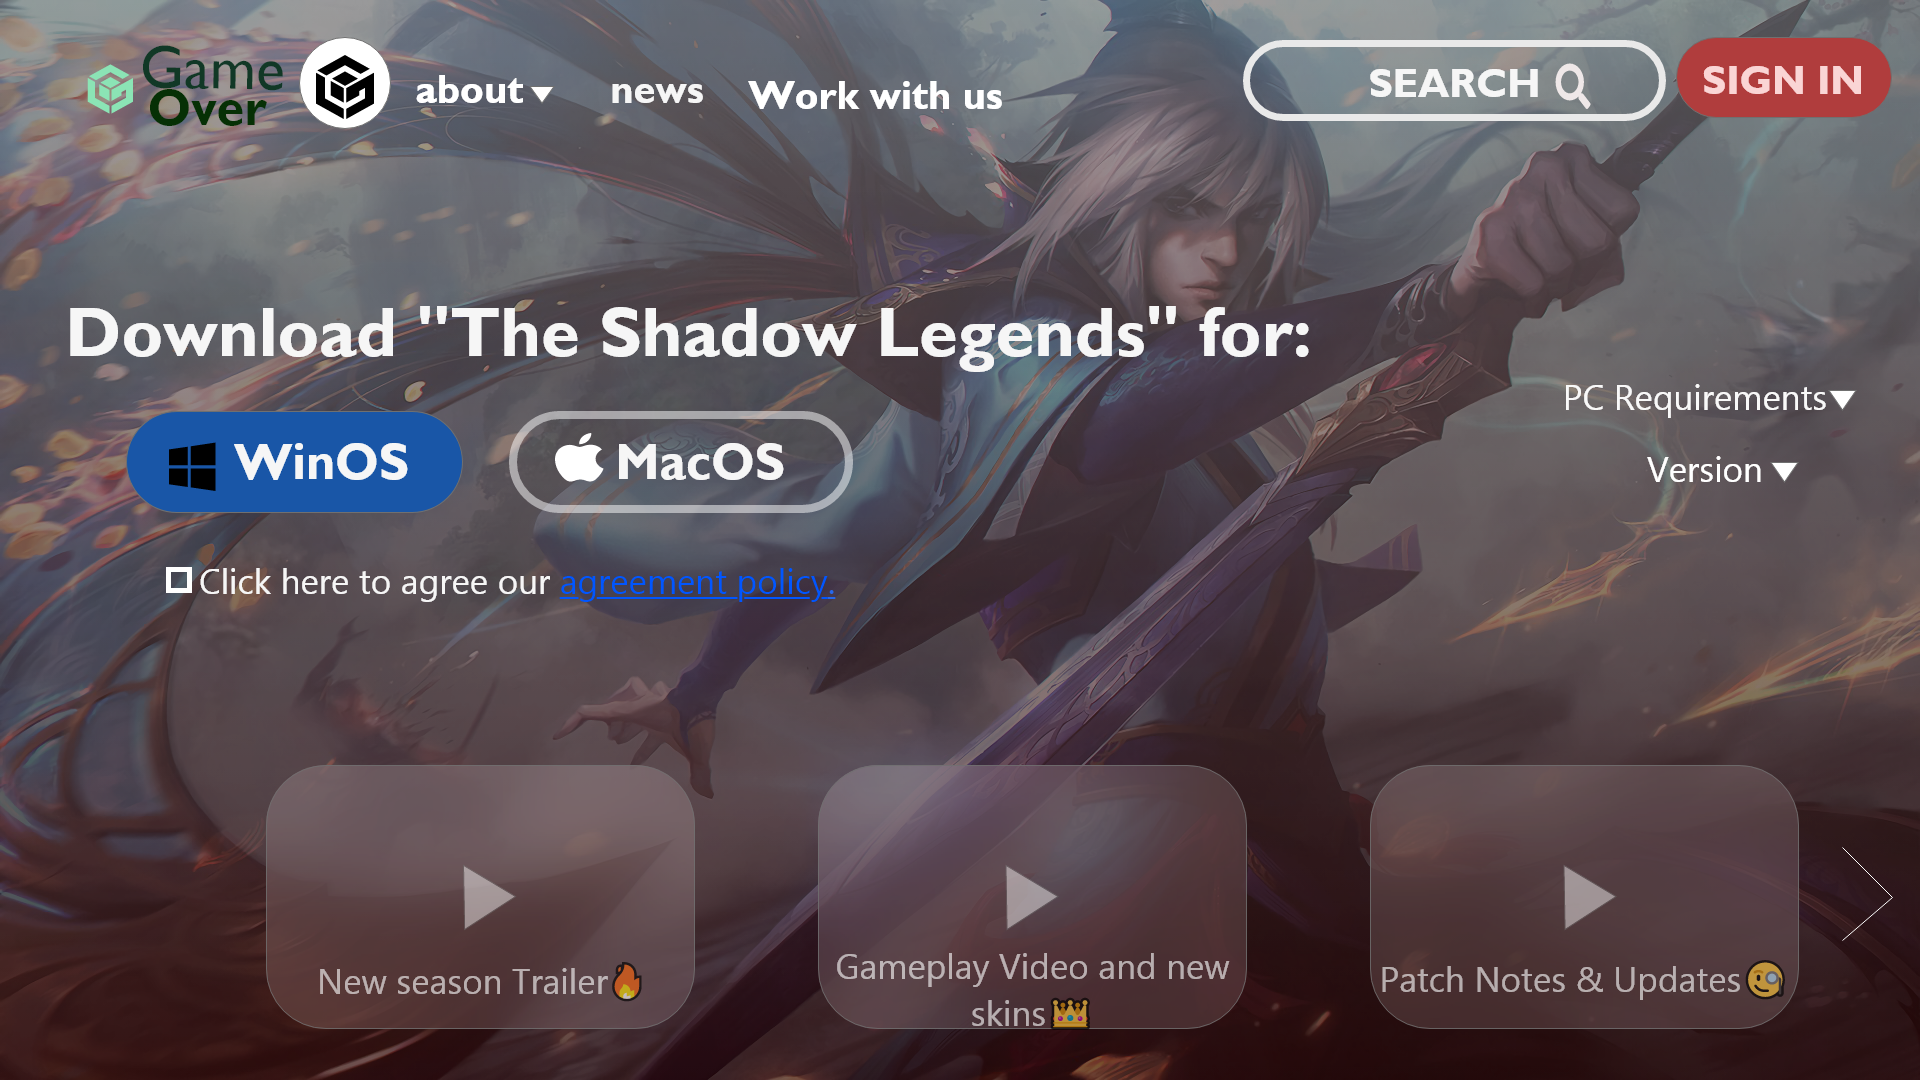 Game
Over
about
news
Work with us
SEARCH
SIGN IN
Download "The Shadow Legends" for:
WinOS
MacOS
PC Requirements
Version
Click here to agree our agreement policy.
New season Trailer🔥
Gameplay Video and new
skins👑
Patch Notes & Updates🧐